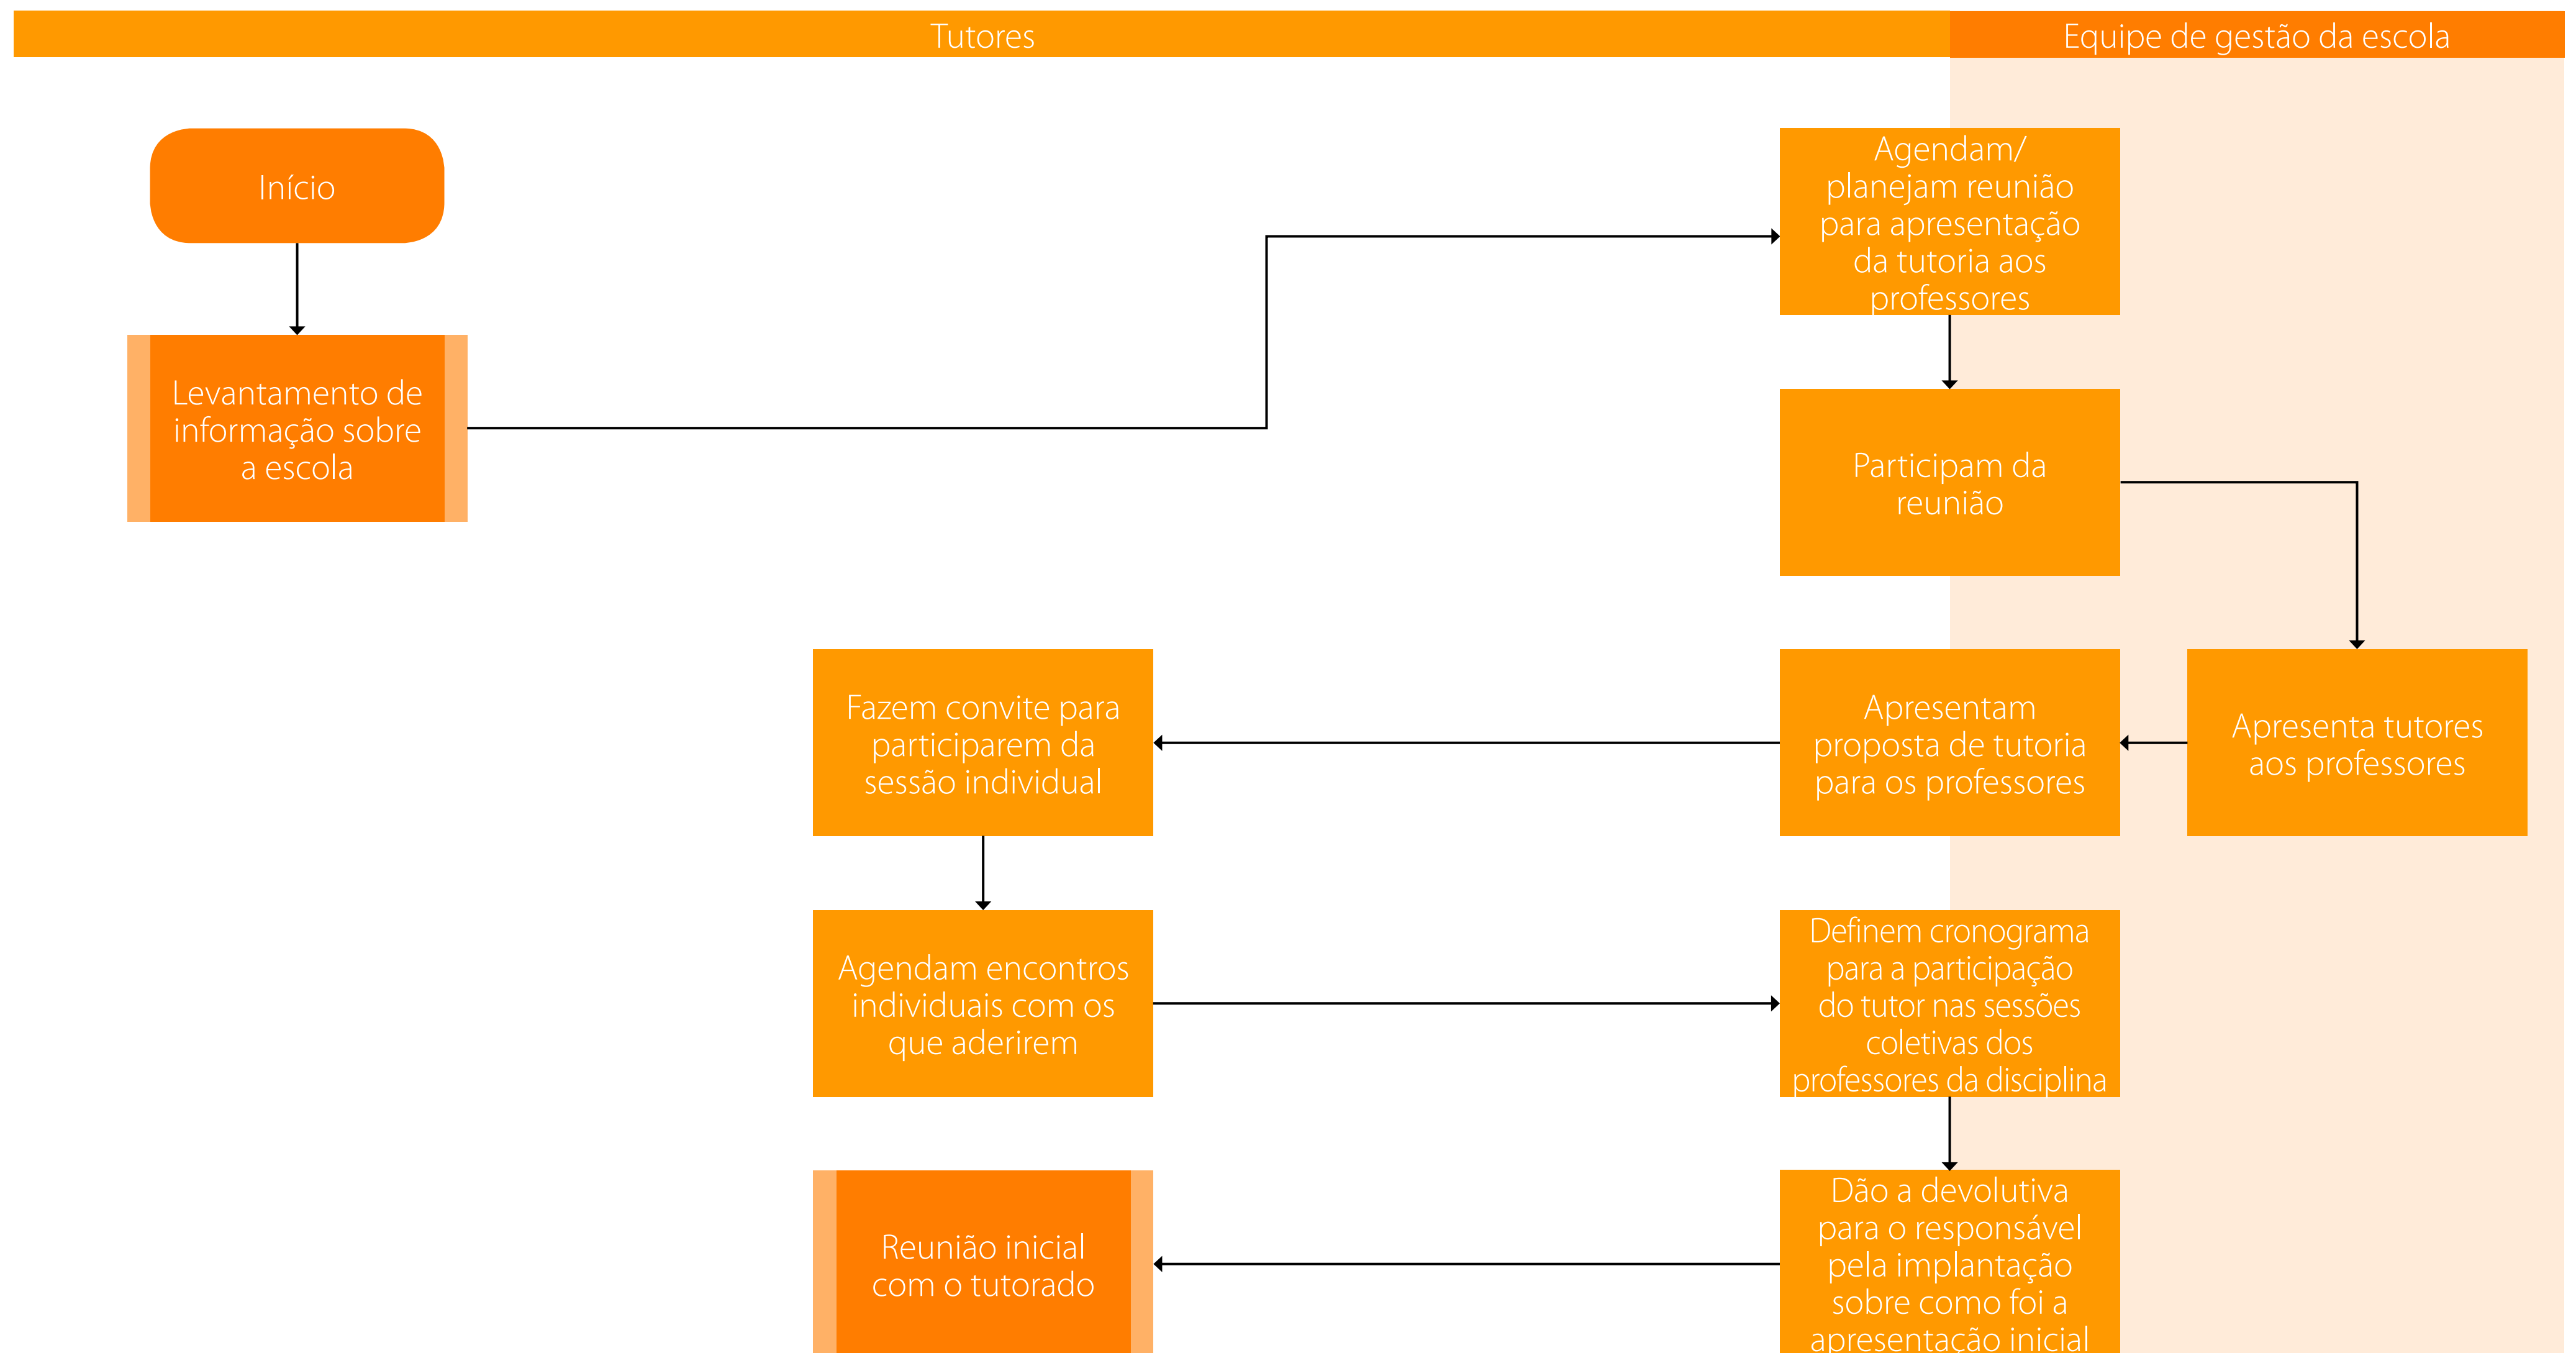 Tutores
Equipe de gestão da escola
Início
Levantamento de
informação sobre
a escola
Agendam/
planejam reunião
para apresentação
da tutoria aos
professores
Participam da
reunião
Apresenta tutores
aos professores
Apresentam
proposta de tutoria
para os professores
Fazem convite para
participarem da
sessão individual
Agendam encontros
individuais com os
que aderirem
Definem cronograma
para a participação
do tutor nas sessões
coletivas dos
professores da disciplina
Dão a devolutiva
para o responsável
pela implantação
sobre como foi a
apresentação inicial
Reunião inicial
com o tutorado